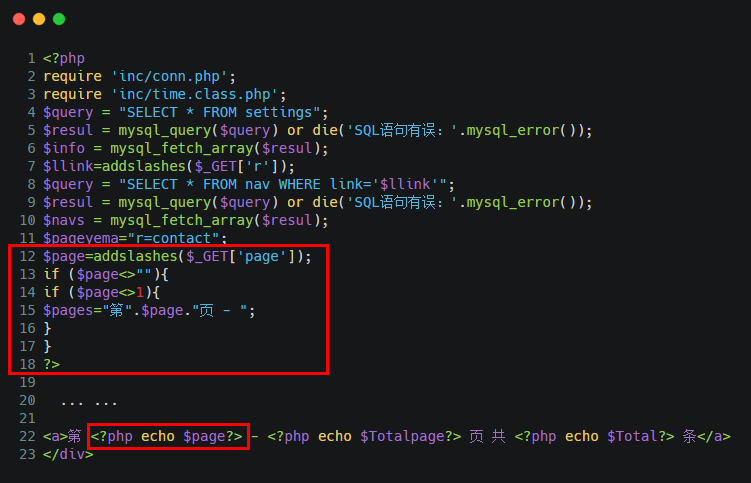 1 <?php
2 require 'inc/conn.php';
3 require 'inc/time.class.php';
4 $query = "SELECT * FROM settings";
5 $resul = mysql_query($query) or die('SQL语句有误：'.mysql_error());
6 $info = mysql_fetch_array($resul);
7 $llink=addslashes($_GET['r']);
8 $query = "SELECT * FROM nav WHERE link='$llink'";
9 $resul = mysql_query($query) or die('SQL语句有误：'.mysql_error());
10 $navs = mysql_fetch_array($resul);
11 $pageyema="r=contact";
12 $page=addslashes($_GET['page']);
13 if ($page<>""){
14 if ($page<>1){
15 $pages="第".$page."页 - ";
16 }
17 }
18 ?>
19
20 ... ...
21
22 <a>第 <?php echo $page?> - <?php echo $Totalpage?> 页 共 <?php echo $Total?> 条</a>
23 </div>